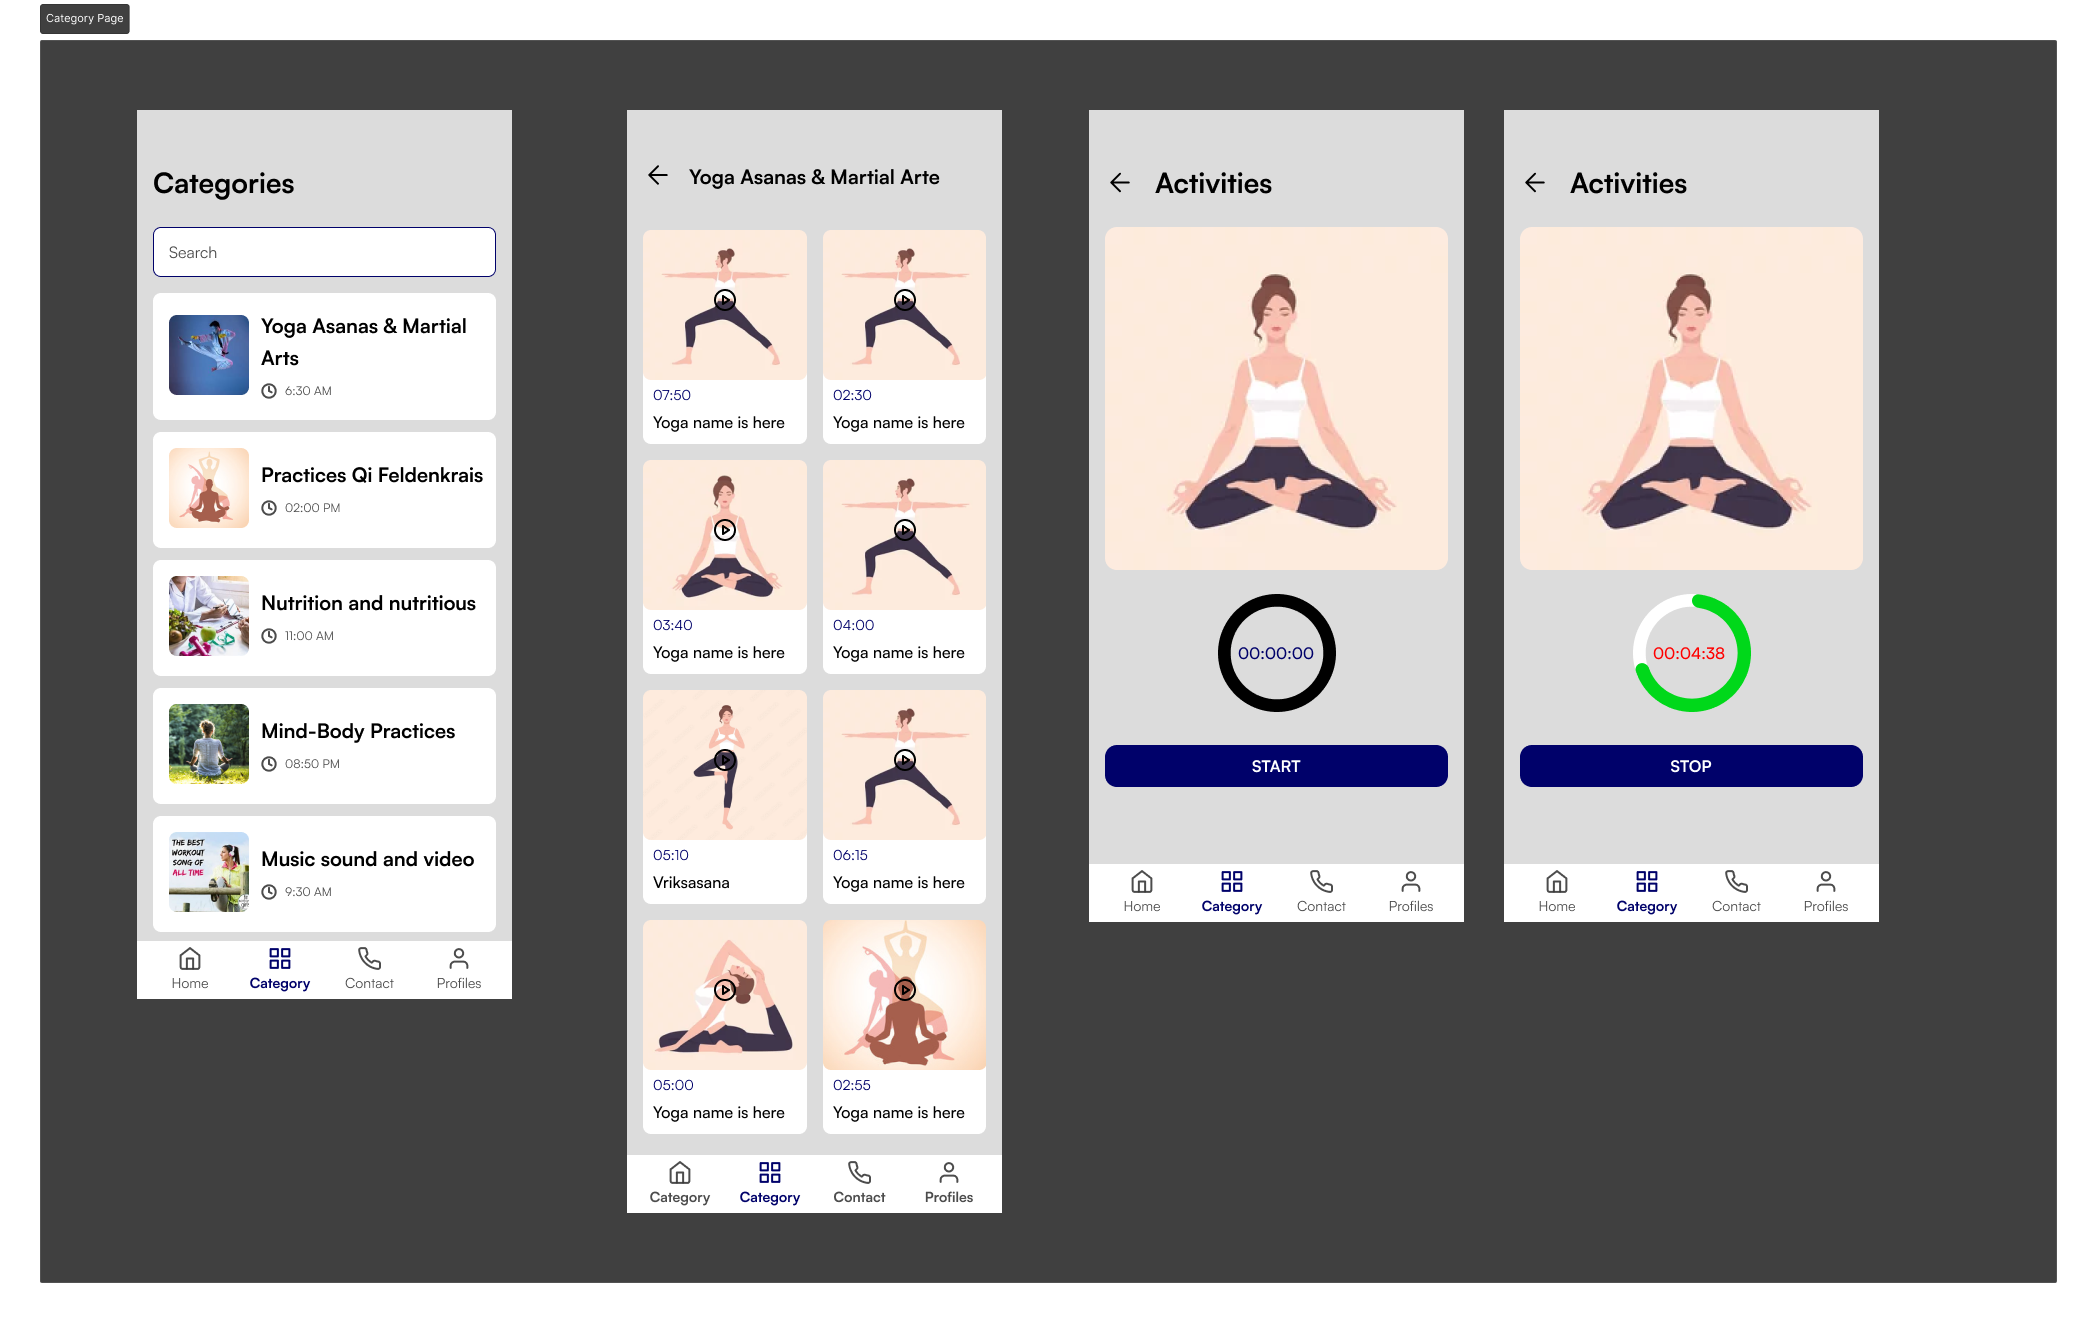 Category Page
Categories
Search
Yoga Asanas & Martial
Arts
6:30 AM
Practices Qi Feldenkrais
02:00 PM
Nutrition and nutritious
11:00 AM
Mind-Body Practices
08:50 PM
THE BEST
WORKOUT
SONG OF
ALL TIME
Music sound and video
9:30 AM
Home
Category
Contact
Profiles
Yoga Asanas & Martial Arte
07:50
Yoga name is here
02:30
Yoga name is here
03:40
Yoga name is here
04:00
Yoga name is here
05:10
Vriksasana
06:15
Yoga name is here
05:00
Yoga name is here
02:55
Yoga name is here
Category
Category
Contact
Profiles
Activities
00:00:00
START
Home
Category
Contact
Profiles
Activities
00:04:38
STOP
Home
Category
Contact
Profiles